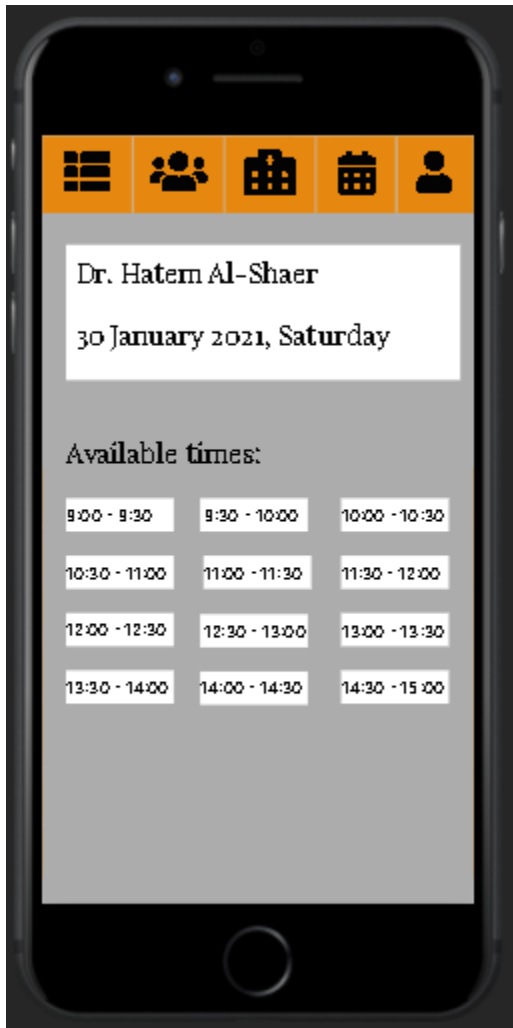 Dr. Hatem Al-Shaer
30 January 2021, Saturday
Available times:
9:00 - 9:30 9:30 - 10:00 10:00 - 10:30
10:30 - 11:00 11:00 - 11:30 11:30 - 12:00
12:00 - 12:30 12:30 - 13:00 13:00 - 13:30
13:30 - 14:00 14:00 - 14:30 14:30 - 15:00